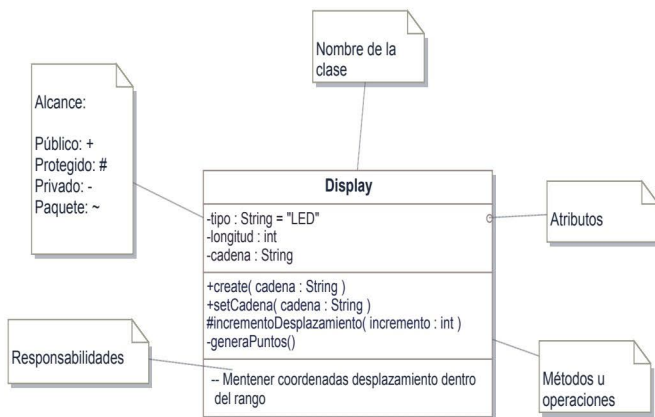 Nombre de la
clase
Alcance:
Público: +
Protegido: #
Privado: -
Paquete: ~
Display
-tipo : String = "LED"
-longitud : int
-cadena : String
Atributos
+create( cadena : String )
+setCadena( cadena : String )
#incrementoDesplazamiento( incremento : int )
-generaPuntos()
Responsabilidades
Métodos u
operaciones
-- Mentener coordenadas desplazamiento dentro
del rango